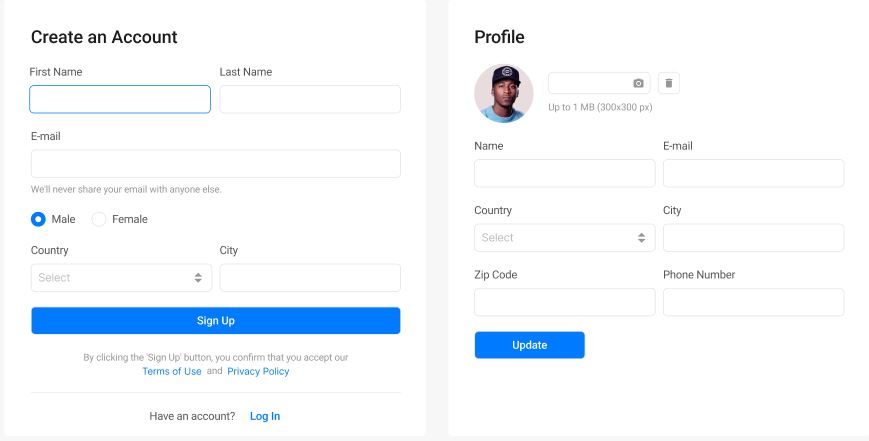 Create an Account
First Name
Last Name
E-mail
We'll never share your email with anyone else.
Male
Female
Country
City
Select
Sign Up
By clicking the 'Sign Up' button, you confirm that you accept our
Terms of Use and Privacy Policy
Have an account? Log In
Profile
Up to 1 MB (300x300 px)
Name
E-mail
Country
City
Select
Zip Code
Phone Number
Update